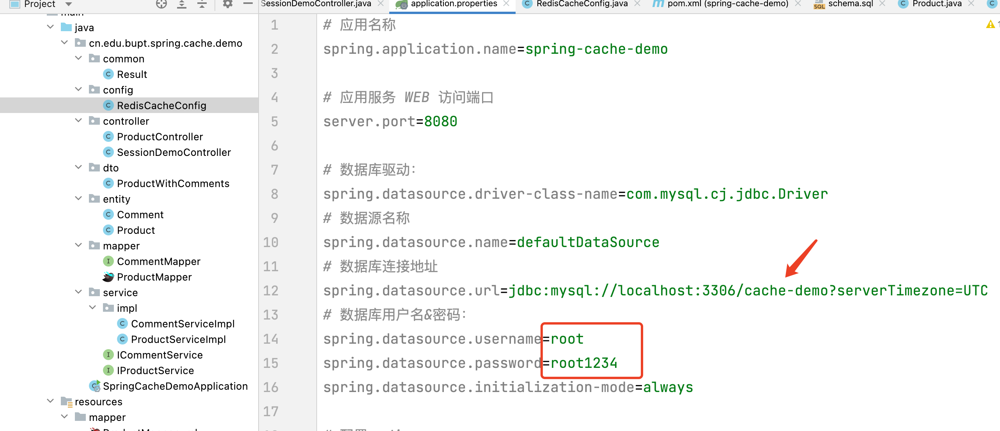 Project
SessionDemoController.java
application.properties
RedisCacheConfig.java
pom.xml (spring-cache-demo)
schema.sql
Product.java
main
java
cn.edu.bupt.spring.cache.demo
common
Result
config
RedisCacheConfig
controller
ProductController
SessionDemoController
dto
ProductWithComments
entity
Comment
Product
mapper
CommentMapper
ProductMapper
service
impl
CommentServiceImpl
ProductServiceImpl
ICommentService
IProductService
SpringCacheDemoApplication
resources
mapper
1 # 应用名称
2 spring.application.name=spring-cache-demo
3
4 # 应用服务 WEB 访问端口
5 server.port=8080
6
7 # 数据库驱动：
8 spring.datasource.driver-class-name=com.mysql.cj.jdbc.Driver
9 # 数据源名称
10 spring.datasource.name=defaultDataSource
11 # 数据库连接地址
12 spring.datasource.url=jdbc:mysql://localhost:3306/cache-demo?serverTimezone=UTC
13 # 数据库用户名&密码：
14 spring.datasource.username=root
15 spring.datasource.password=root1234
16 spring.datasource.initialization-mode=always
17